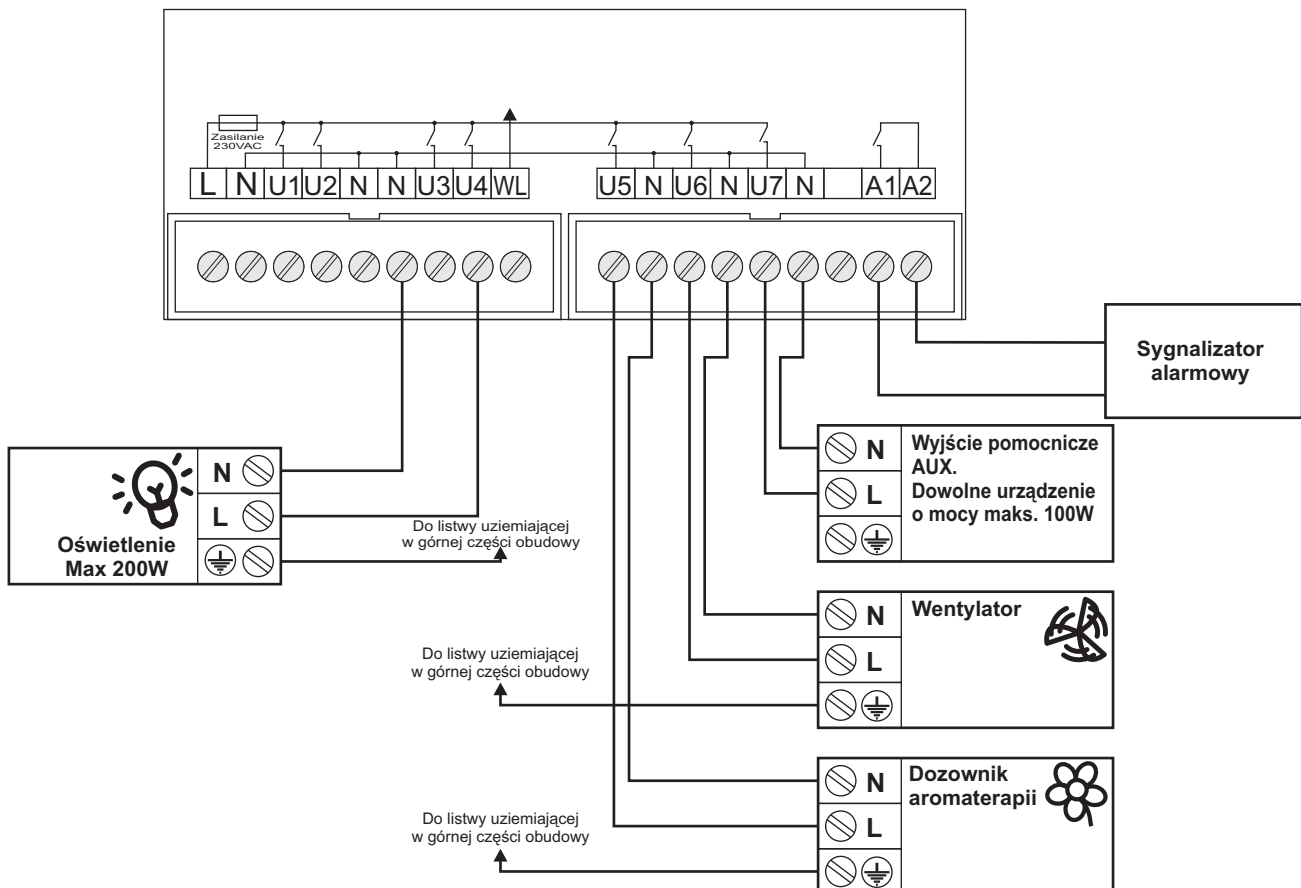 Zasilanie
230VAC
L N U1 U2 N N U3 U4 WL
U5 N U6 N U7 N A1 A2
Sygnalizator
alarmowy
N
L
Oświetlenie
Max 200W
Do listwy uziemiającej
w górnej części obudowy
N
L
Wyjście pomocnicze
AUX.
Dowolne urządzenie
o mocy maks. 100W
N
L
Wentylator
Do listwy uziemiającej
w górnej części obudowy
N
L
Dozownik
aromaterapii
Do listwy uziemiającej
w górnej części obudowy